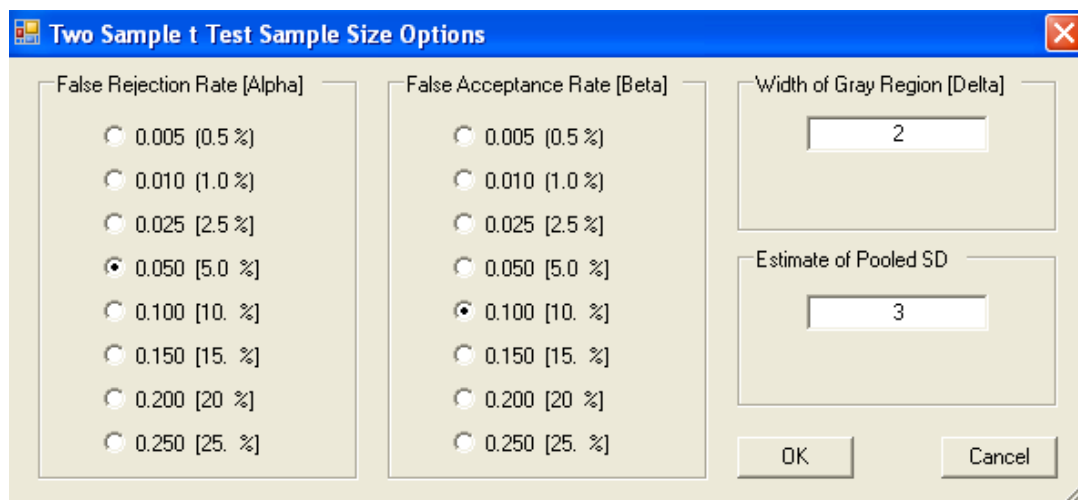 Two Sample t Test Sample Size Options
False Rejection Rate [Alpha]
0.005 (0.5 %)
0.010 (1.0 %)
0.025 [2.5 %]
0.050 [5.0 %]
0.100 [10. %]
0.150 [15. %]
0.200 [20 %]
0.250 [25. %]
False Acceptance Rate [Beta]
0.005 (0.5 %)
0.010 (1.0 %)
0.025 [2.5 %]
0.050 [5.0 %]
0.100 [10. %]
0.150 [15. %]
0.200 [20 %]
0.250 [25. %]
Width of Gray Region [Delta]
2
Estimate of Pooled SD
3
OK
Cancel